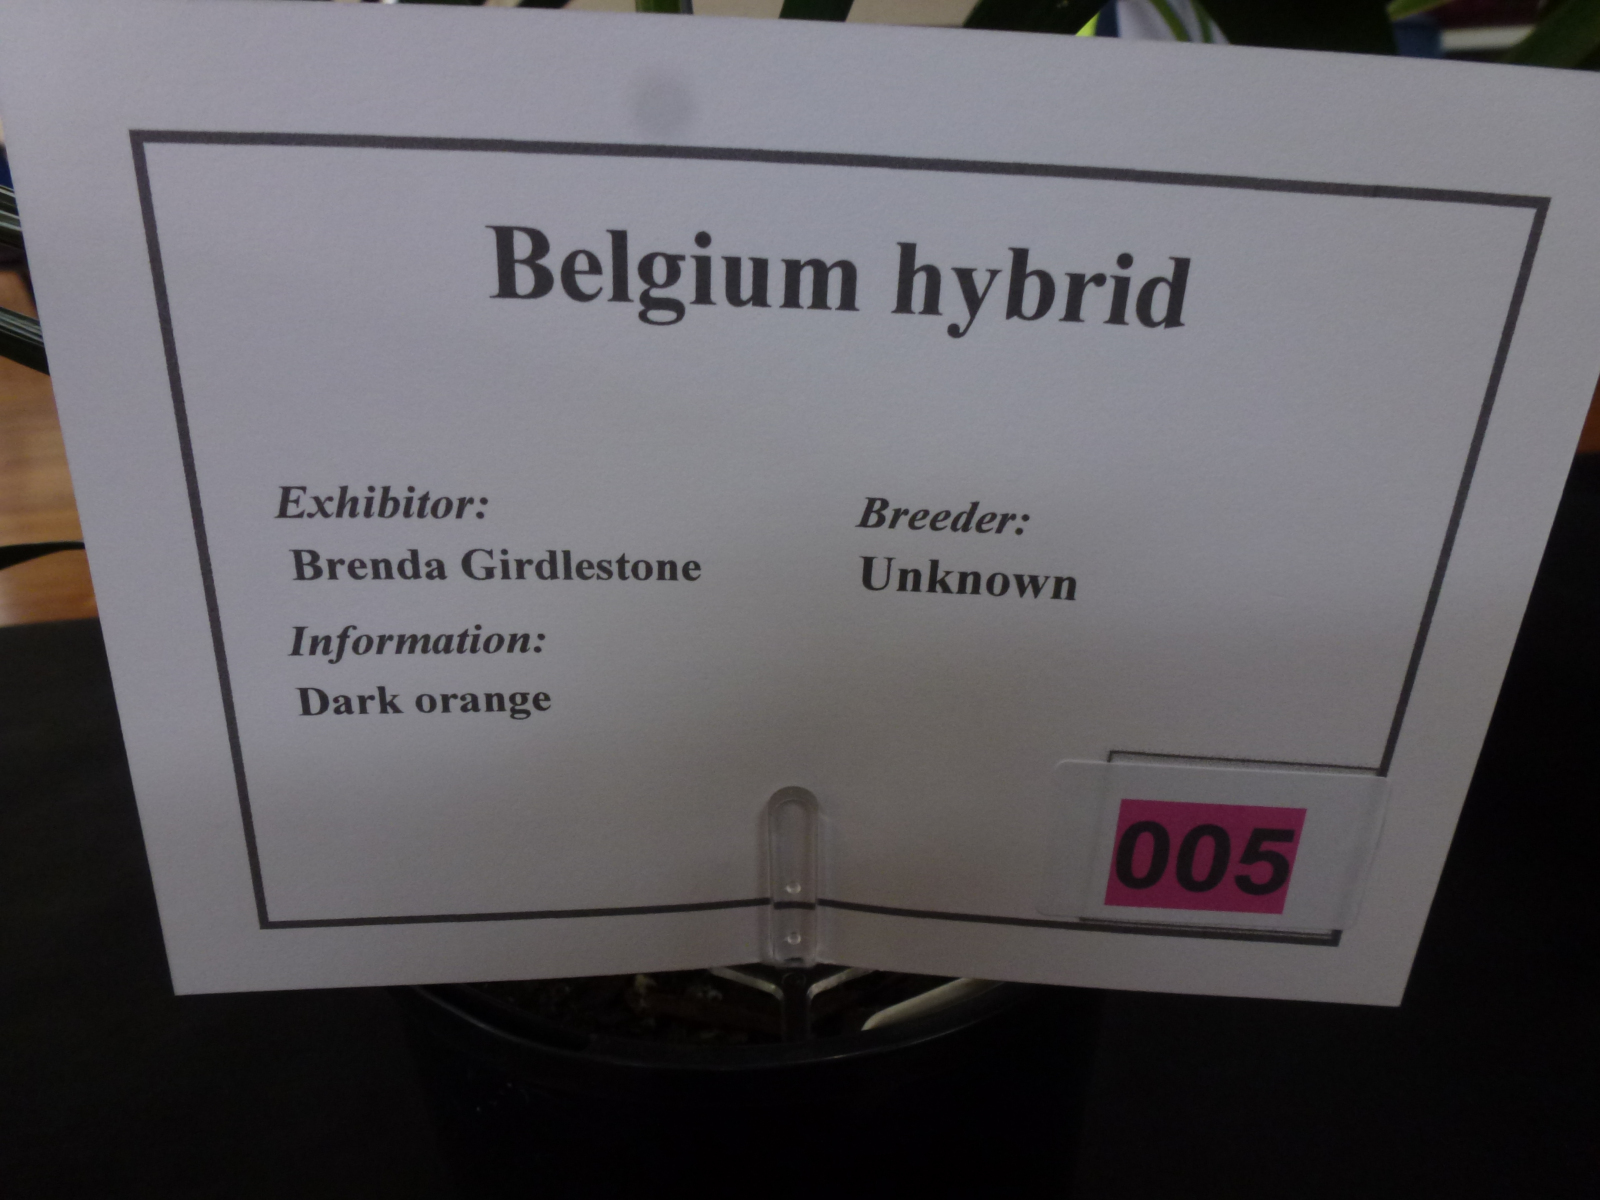 Belgium hybrid
Exhibitor:
Brenda Girdlestone
Breeder:
Unknown
Information:
Dark orange
005